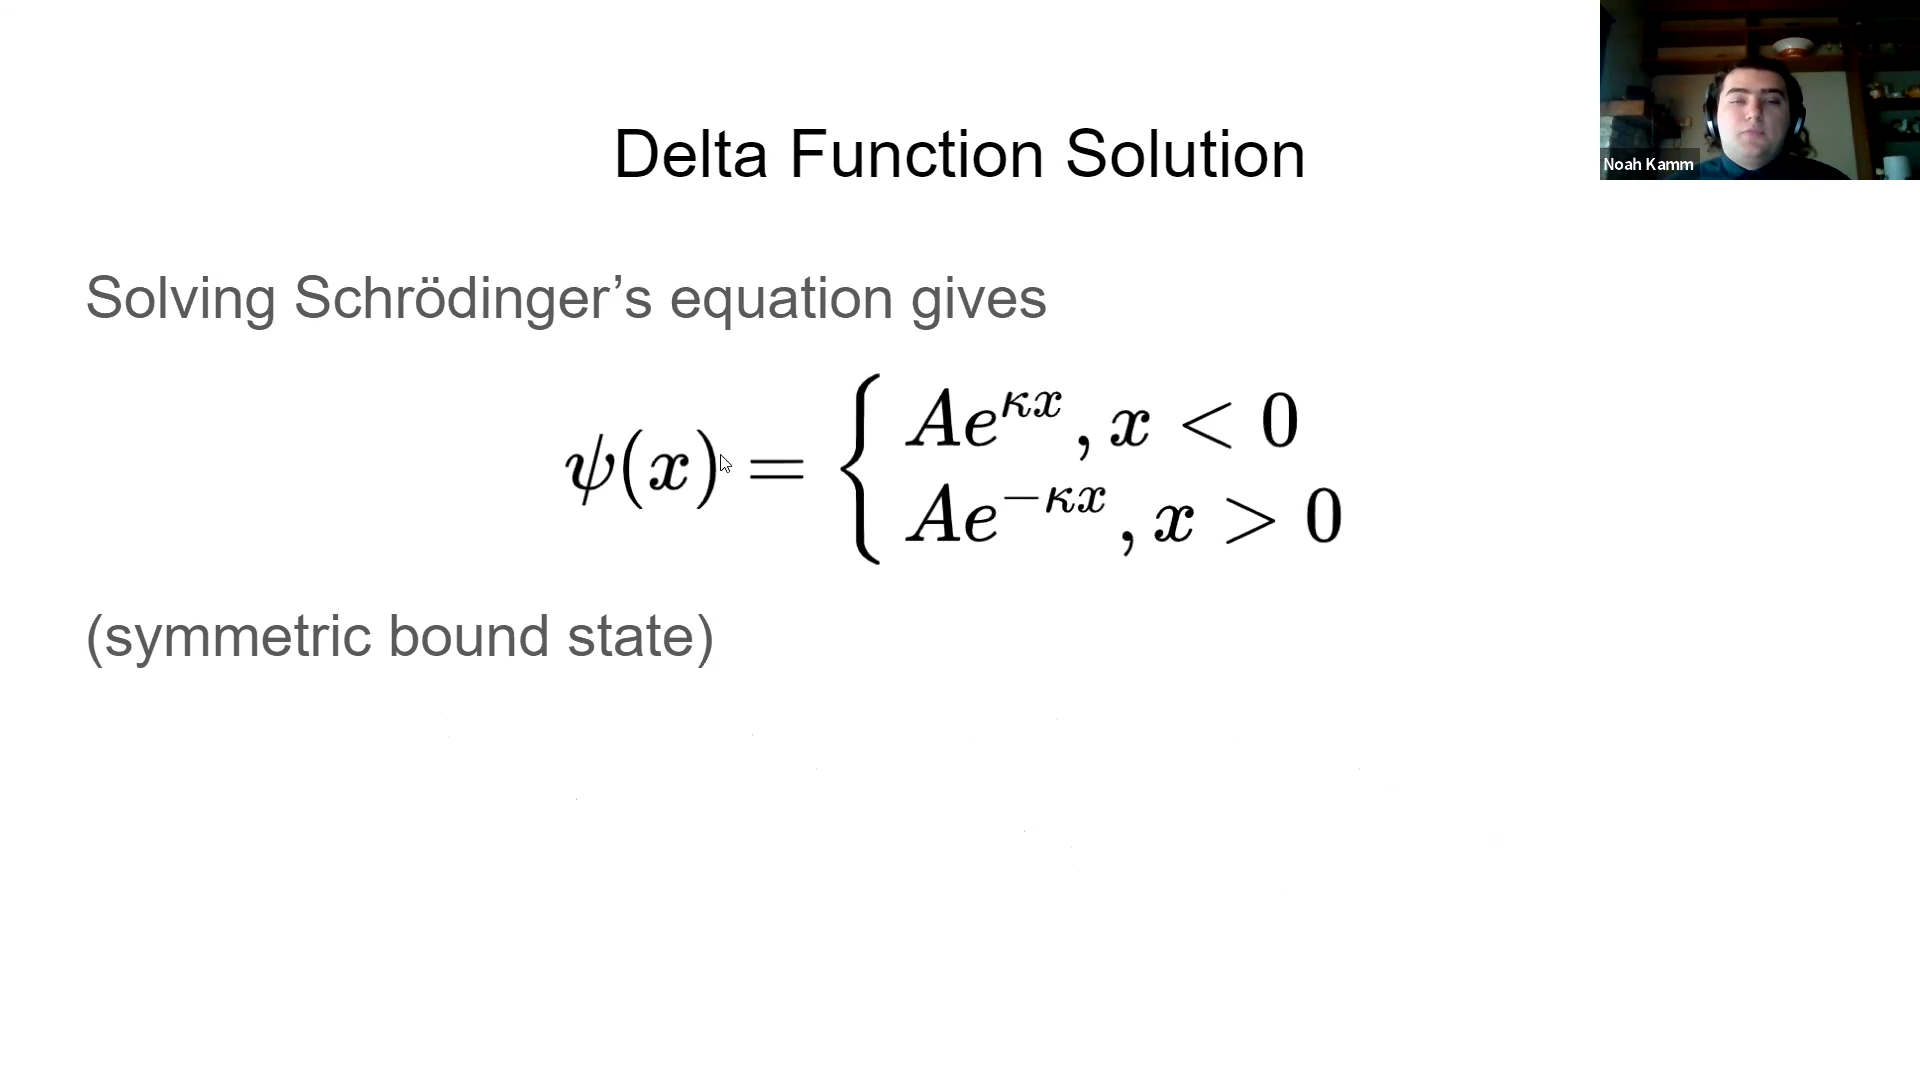 Delta Function Solution
Noah Kamm
Solving Schrödinger’s equation gives
ψ(x) = { Ae^{κx}, x < 0
Ae^{−κx}, x > 0
(symmetric bound state)